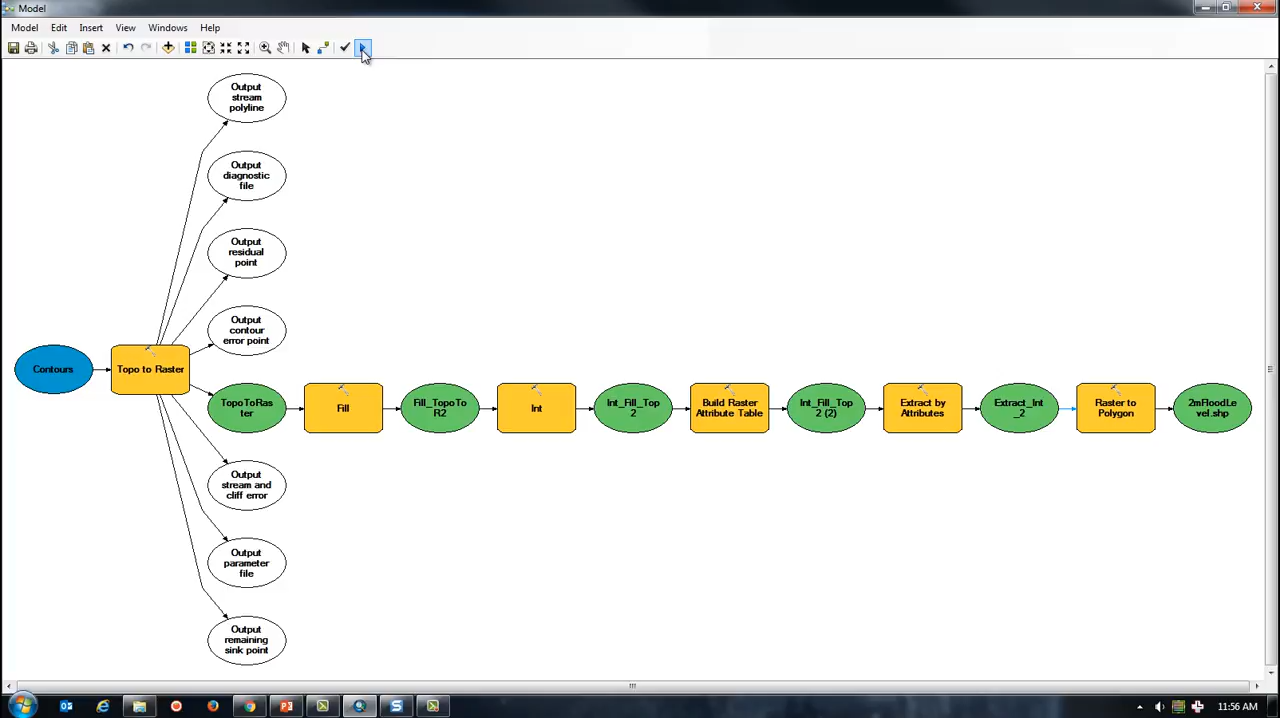 Model
Model Edit Insert View Windows Help
Output
stream
polyline
Output
diagnostic
file
Output
residual
point
Output
contour
error point
Contours
Topo to Raster
TopoToRas
ter
Fill
Fill_TopoTo
R2
Int
Int_Fill_Top
2
Build Raster
Attribute Table
Int_Fill_Top
2 (2)
Extract by
Attributes
Extract_Int
_2
Raster to
Polygon
2mFloodLe
vel.shp
Output
stream and
cliff error
Output
parameter
file
Output
remaining
sink point
11:56 AM